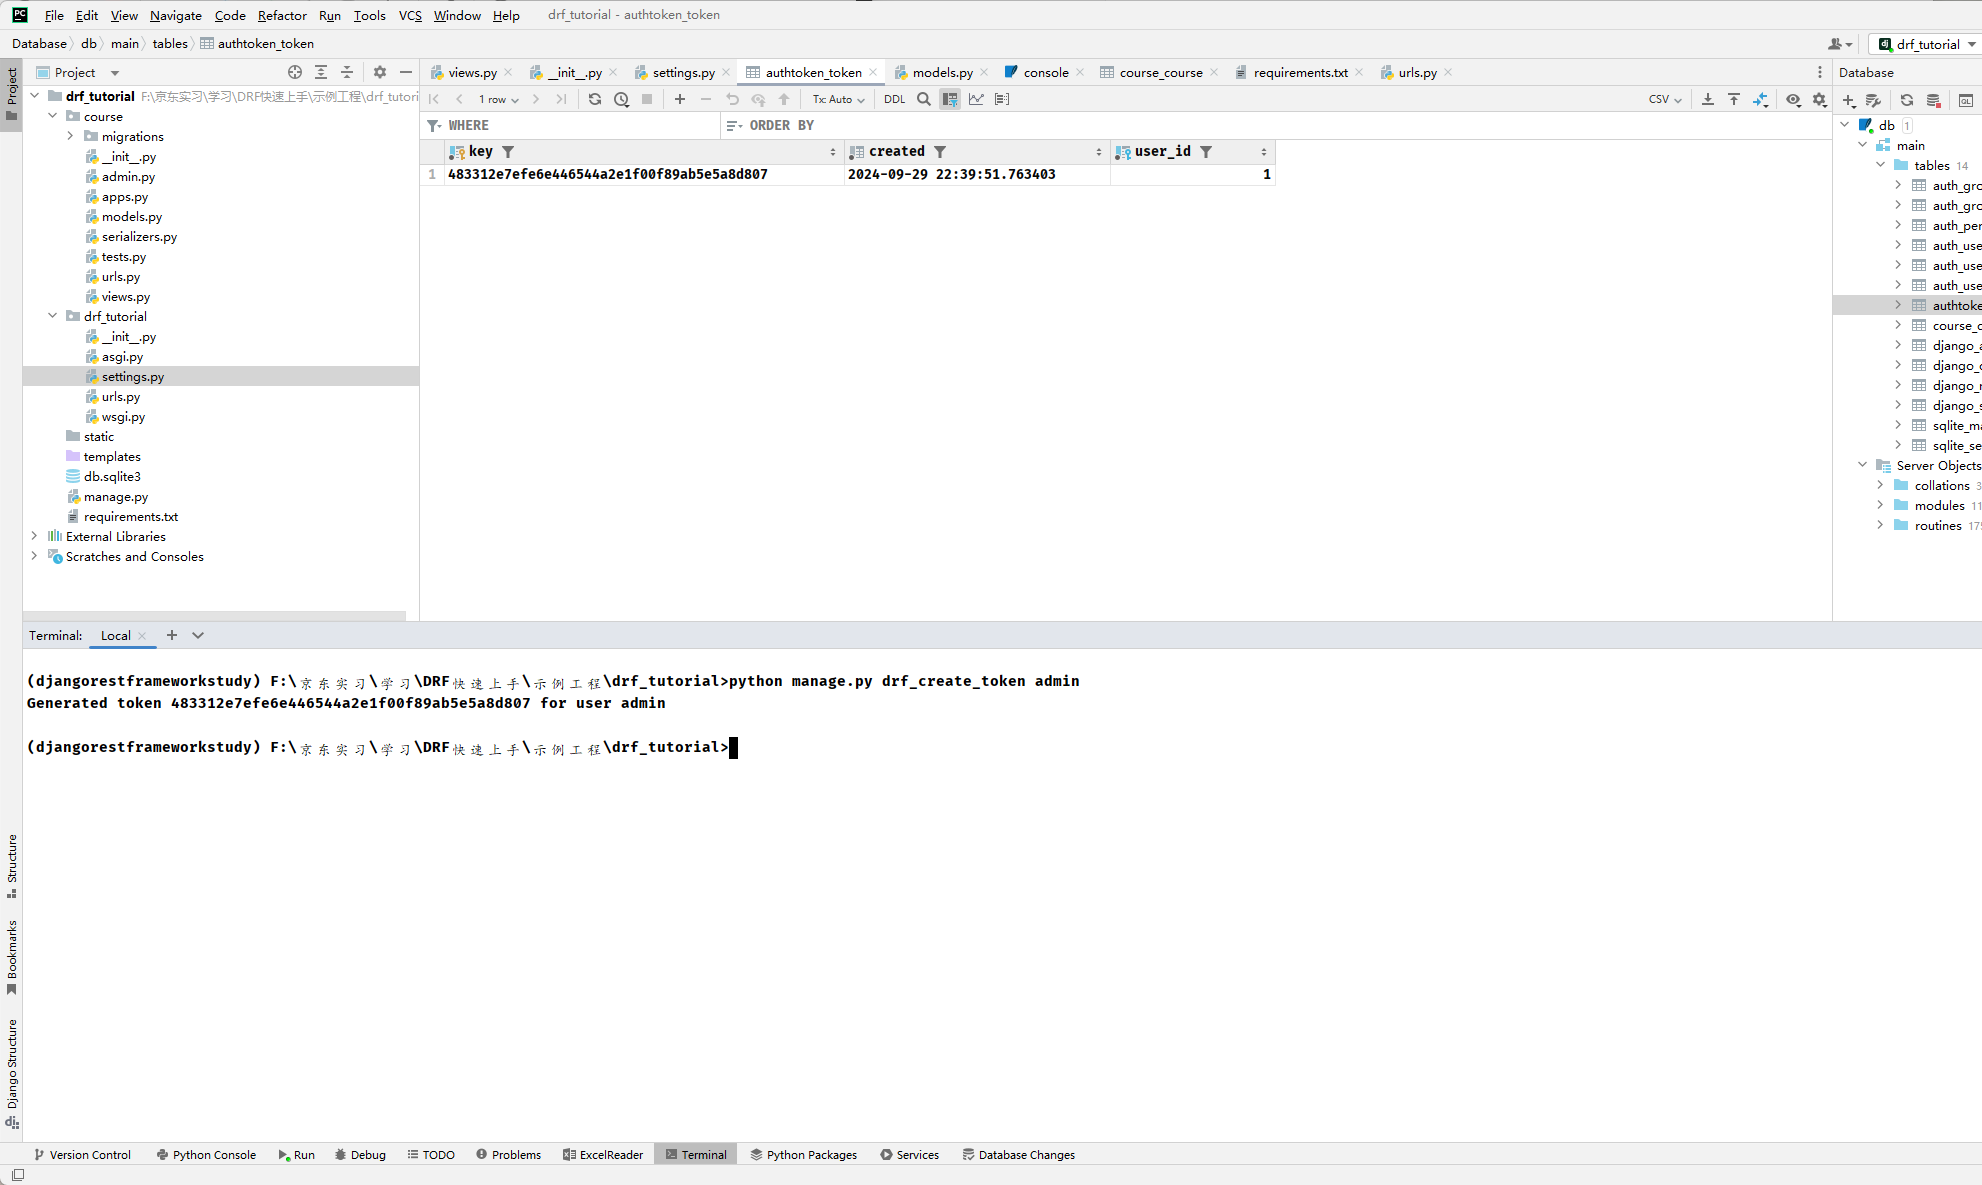 PC File Edit View Navigate Code Refactor Run Tools VCS Window Help drf_tutorial - authtoken_token
Database db main tables authtoken_token
dj drf_tutorial
Project
Project
views.py __init__.py settings.py authtoken_token models.py console course_course requirements.txt urls.py
Database
1 row Tx: Auto DDL CSV
WHERE ORDER BY
key created user_id
1 483312e7efe6e446544a2e1f00f89ab5e5a8d807 2024-09-29 22:39:51.763403 1
drf_tutorial F:\京东实习\学习\DRF快速上手\示例工程\drf_tutori
course
migrations
__init__.py
admin.py
apps.py
models.py
serializers.py
tests.py
urls.py
views.py
drf_tutorial
__init__.py
asgi.py
settings.py
urls.py
wsgi.py
static
templates
db.sqlite3
manage.py
requirements.txt
External Libraries
Scratches and Consoles
QL
db 1
main
tables 14
auth_gro
auth_gro
auth_per
auth_use
auth_use
auth_use
authtoke
course_c
django_a
django_c
django_r
django_s
sqlite_ma
sqlite_se
Server Objects
collations 3
modules 11
routines 175
Terminal: Local
(djangorestframeworkstudy) F:\京东实习\学习\DRF快速上手\示例工程\drf_tutorial>python manage.py drf_create_token admin
Generated token 483312e7efe6e446544a2e1f00f89ab5e5a8d807 for user admin
(djangorestframeworkstudy) F:\京东实习\学习\DRF快速上手\示例工程\drf_tutorial>
Structure
Bookmarks
Django Structure
dj
Version Control Python Console Run Debug TODO Problems ExcelReader Terminal Python Packages Services Database Changes